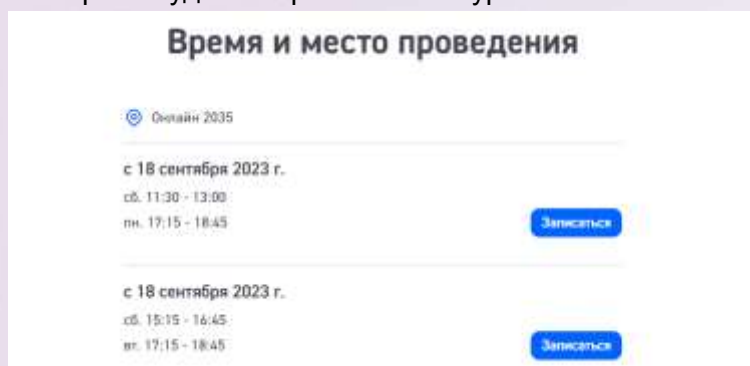 Время и место проведения
Онлайн 2035
с 18 сентября 2023 г.
сб. 11:30 - 13:00
пн. 17:15 - 18:45
Записаться
с 18 сентября 2023 г.
сб. 15:15 - 16:45
вт. 17:15 - 18:45
Записаться